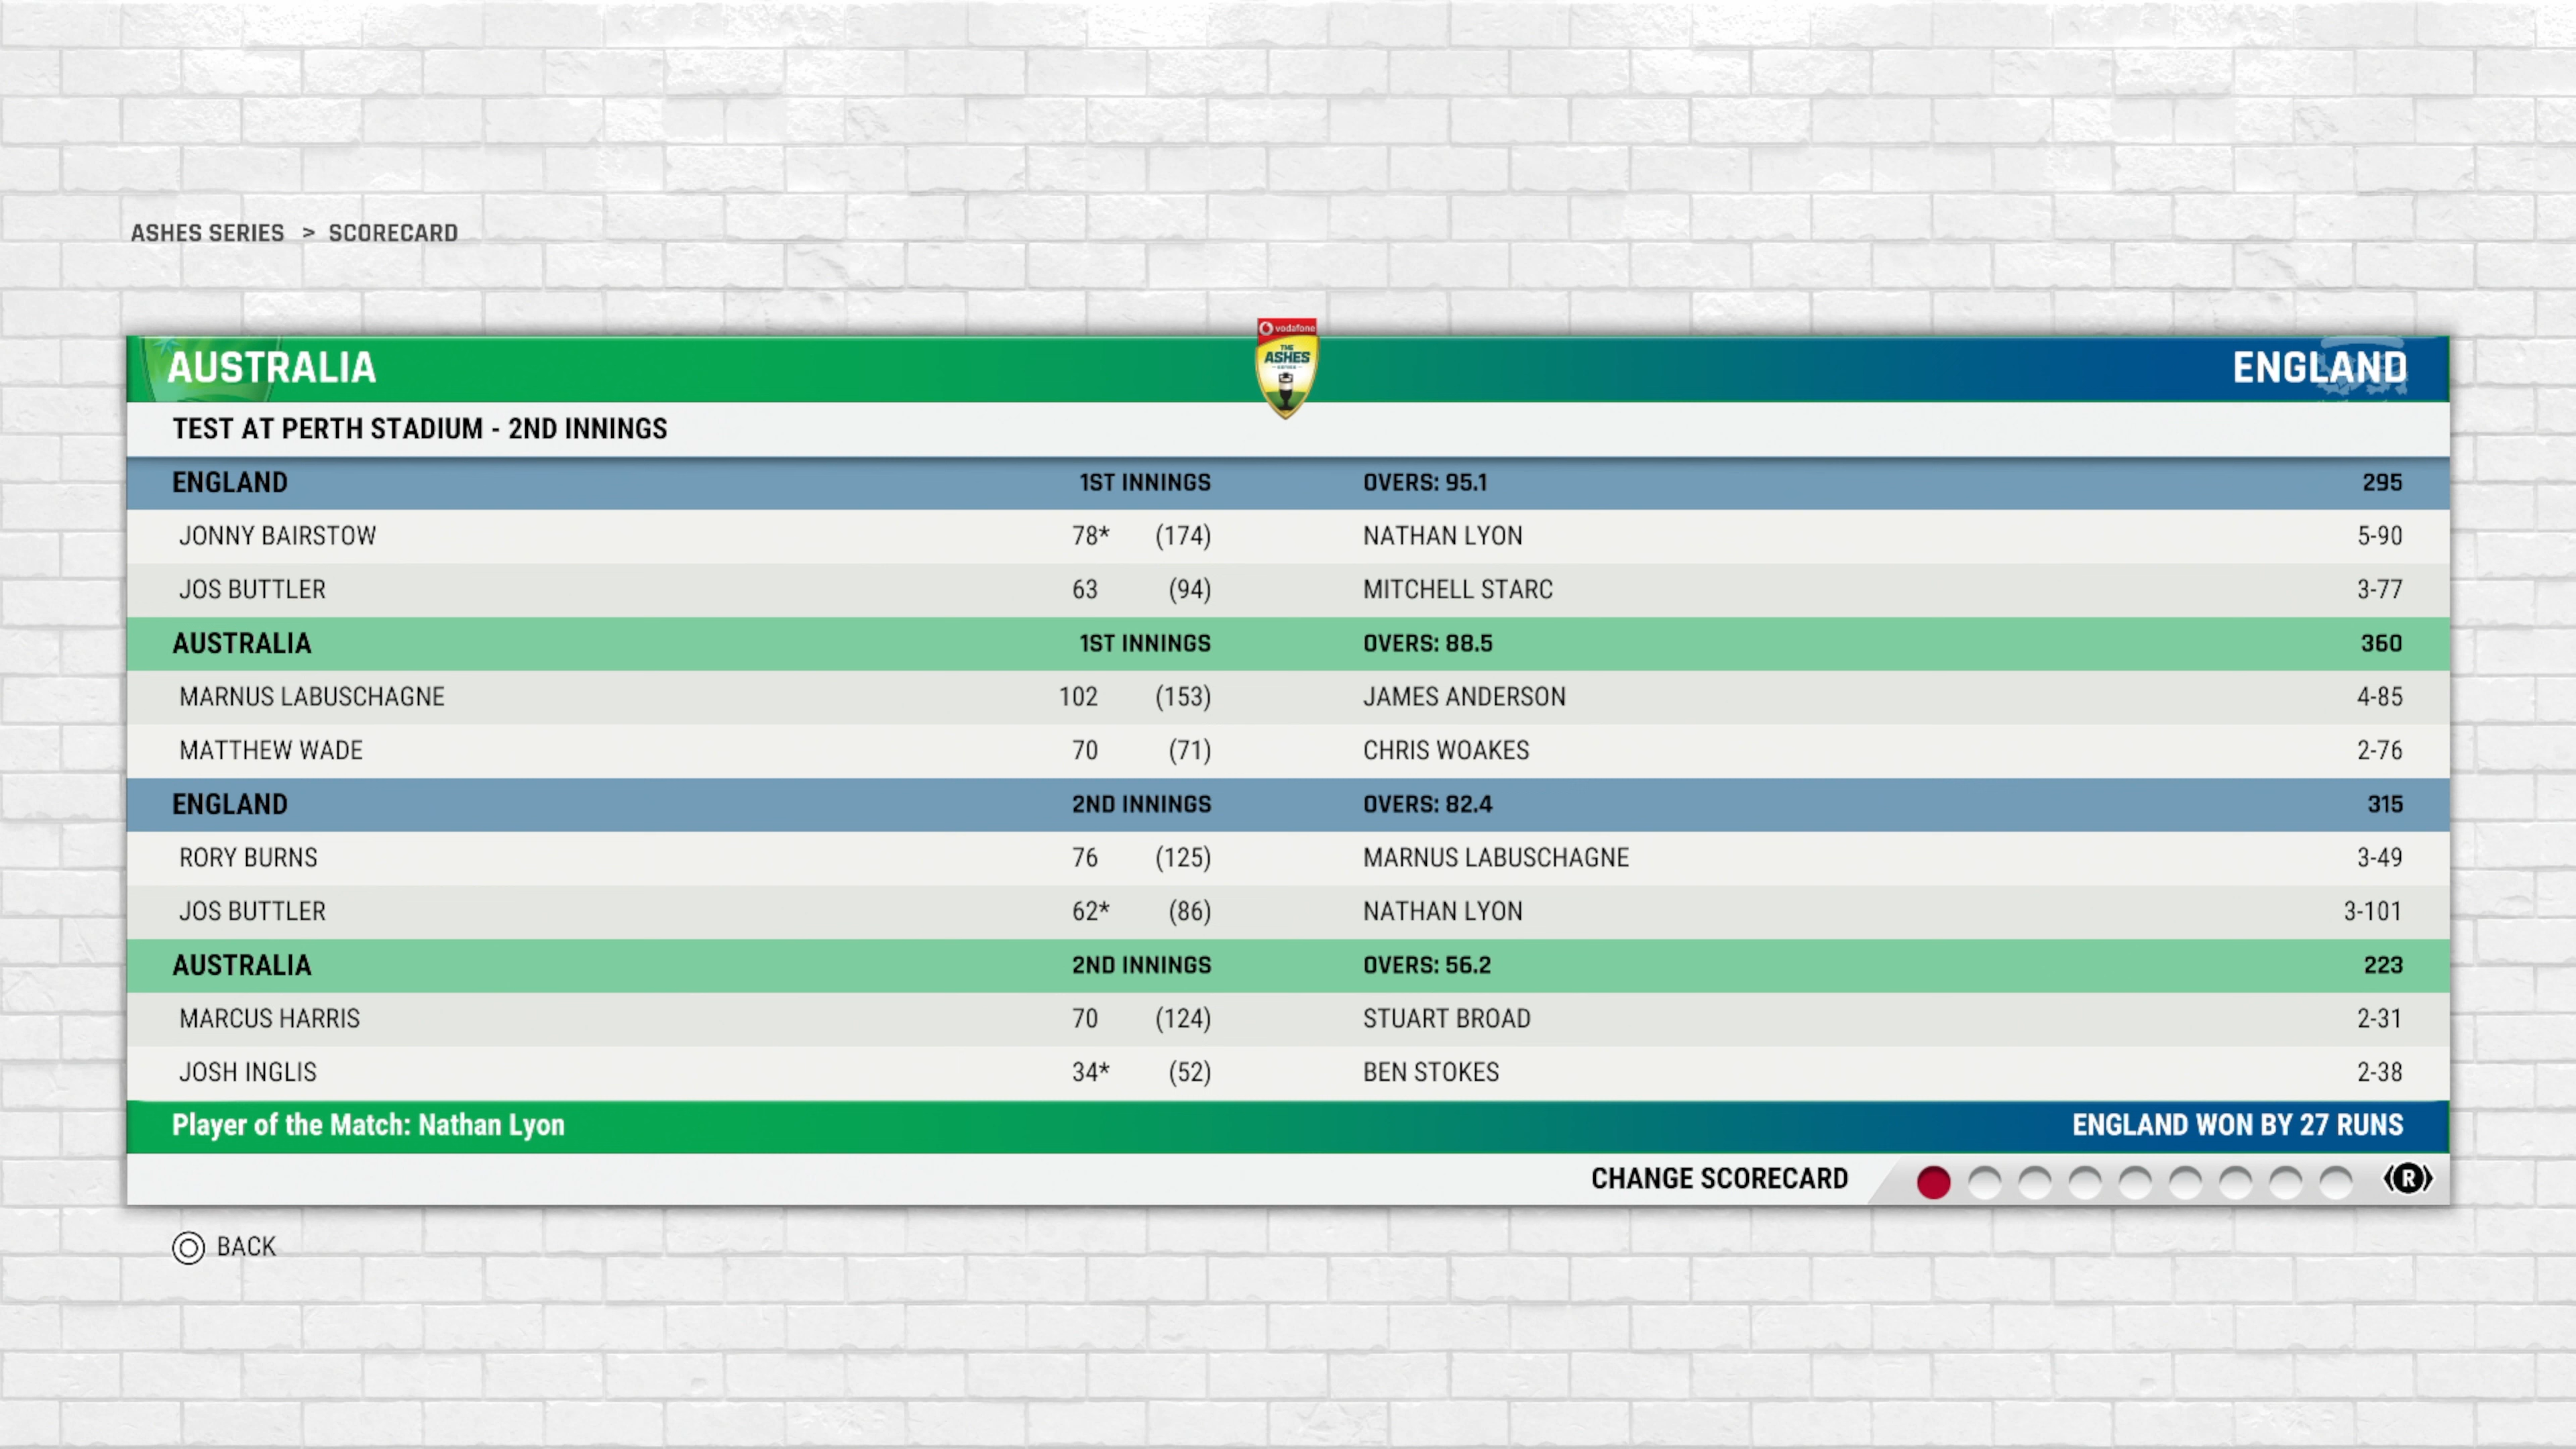 ASHES SERIES > SCORECARD
vodafone
THE
ASHES
AUSTRALIA
ENGLAND
TEST AT PERTH STADIUM - 2ND INNINGS
ENGLAND 1ST INNINGS OVERS: 95.1 295
JONNY BAIRSTOW 78* (174) NATHAN LYON 5-90
JOS BUTTLER 63 (94) MITCHELL STARC 3-77
AUSTRALIA 1ST INNINGS OVERS: 88.5 360
MARNUS LABUSCHAGNE 102 (153) JAMES ANDERSON 4-85
MATTHEW WADE 70 (71) CHRIS WOAKES 2-76
ENGLAND 2ND INNINGS OVERS: 82.4 315
RORY BURNS 76 (125) MARNUS LABUSCHAGNE 3-49
JOS BUTTLER 62* (86) NATHAN LYON 3-101
AUSTRALIA 2ND INNINGS OVERS: 56.2 223
MARCUS HARRIS 70 (124) STUART BROAD 2-31
JOSH INGLIS 34* (52) BEN STOKES 2-38
Player of the Match: Nathan Lyon ENGLAND WON BY 27 RUNS
CHANGE SCORECARD R
BACK